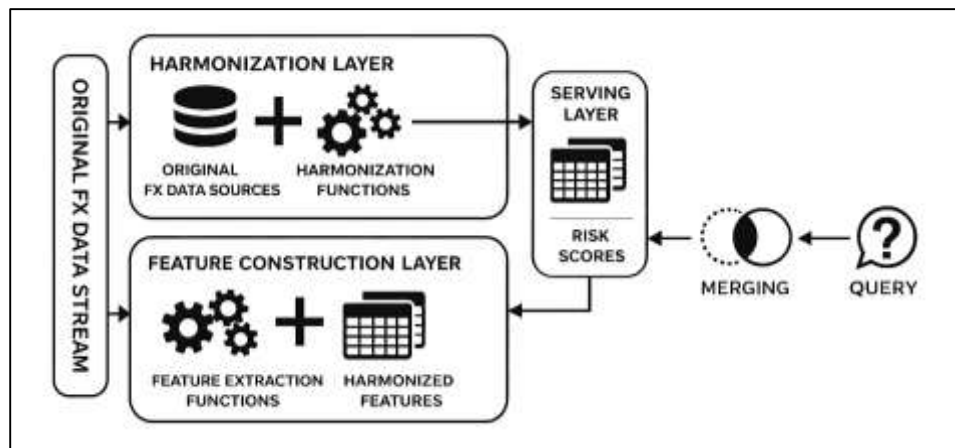 ORIGINAL FX DATA STREAM
HARMONIZATION LAYER
ORIGINAL
FX DATA SOURCES
HARMONIZATION
FUNCTIONS
SERVING
LAYER
RISK
SCORES
MERGING
QUERY
FEATURE CONSTRUCTION LAYER
FEATURE EXTRACTION
FUNCTIONS
HARMONIZED
FEATURES